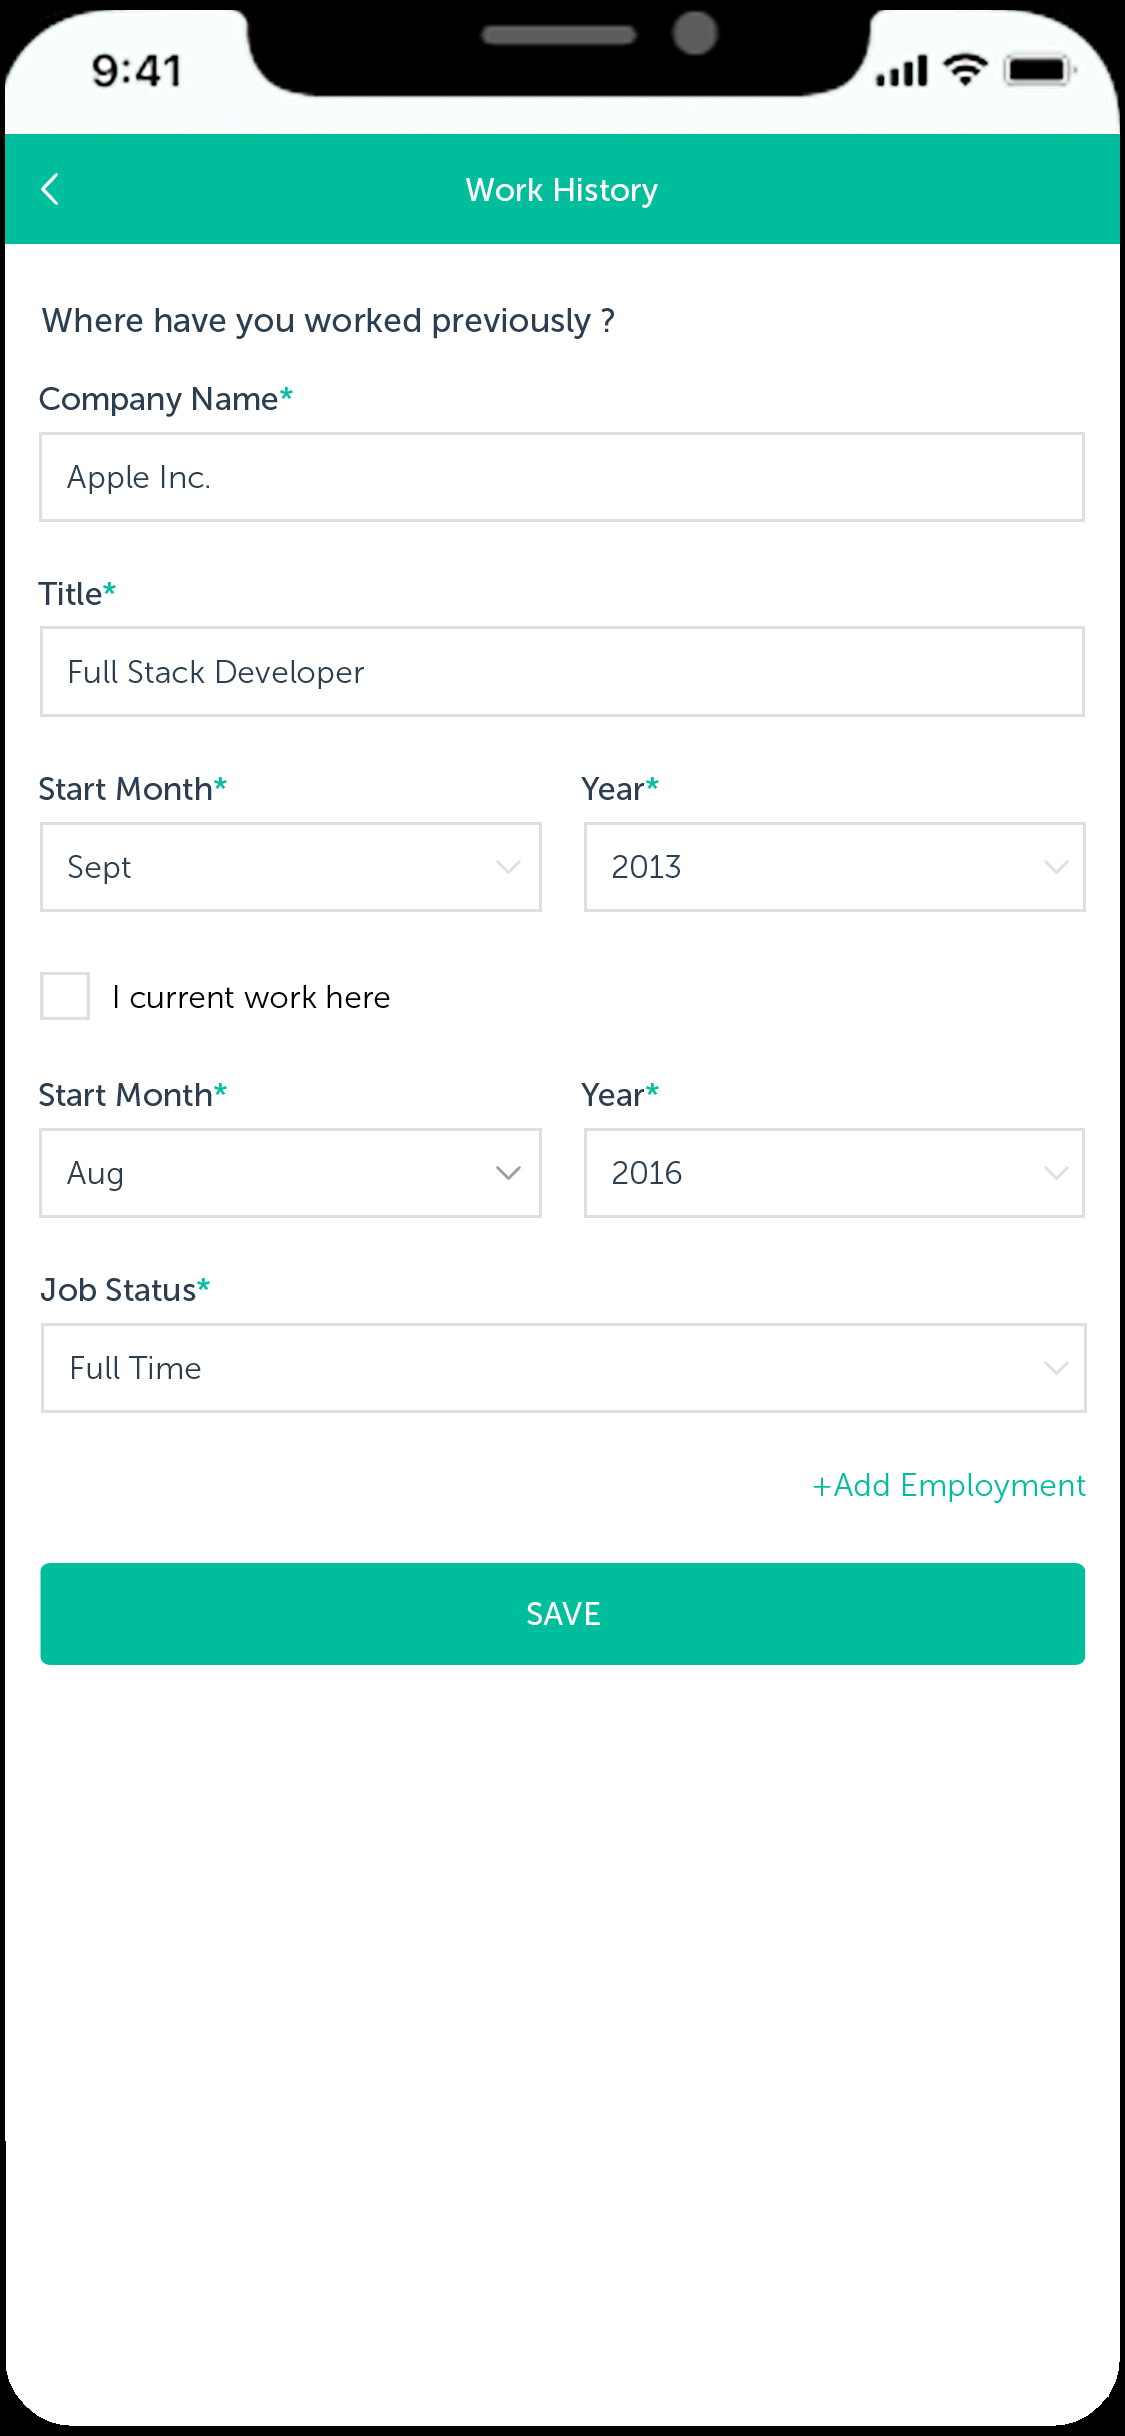 9:41
Work History
Where have you worked previously ?
Company Name*
Apple Inc.
Title*
Full Stack Developer
Start Month* Year*
Sept 2013
I current work here
Start Month* Year*
Aug 2016
Job Status*
Full Time
+Add Employment
SAVE